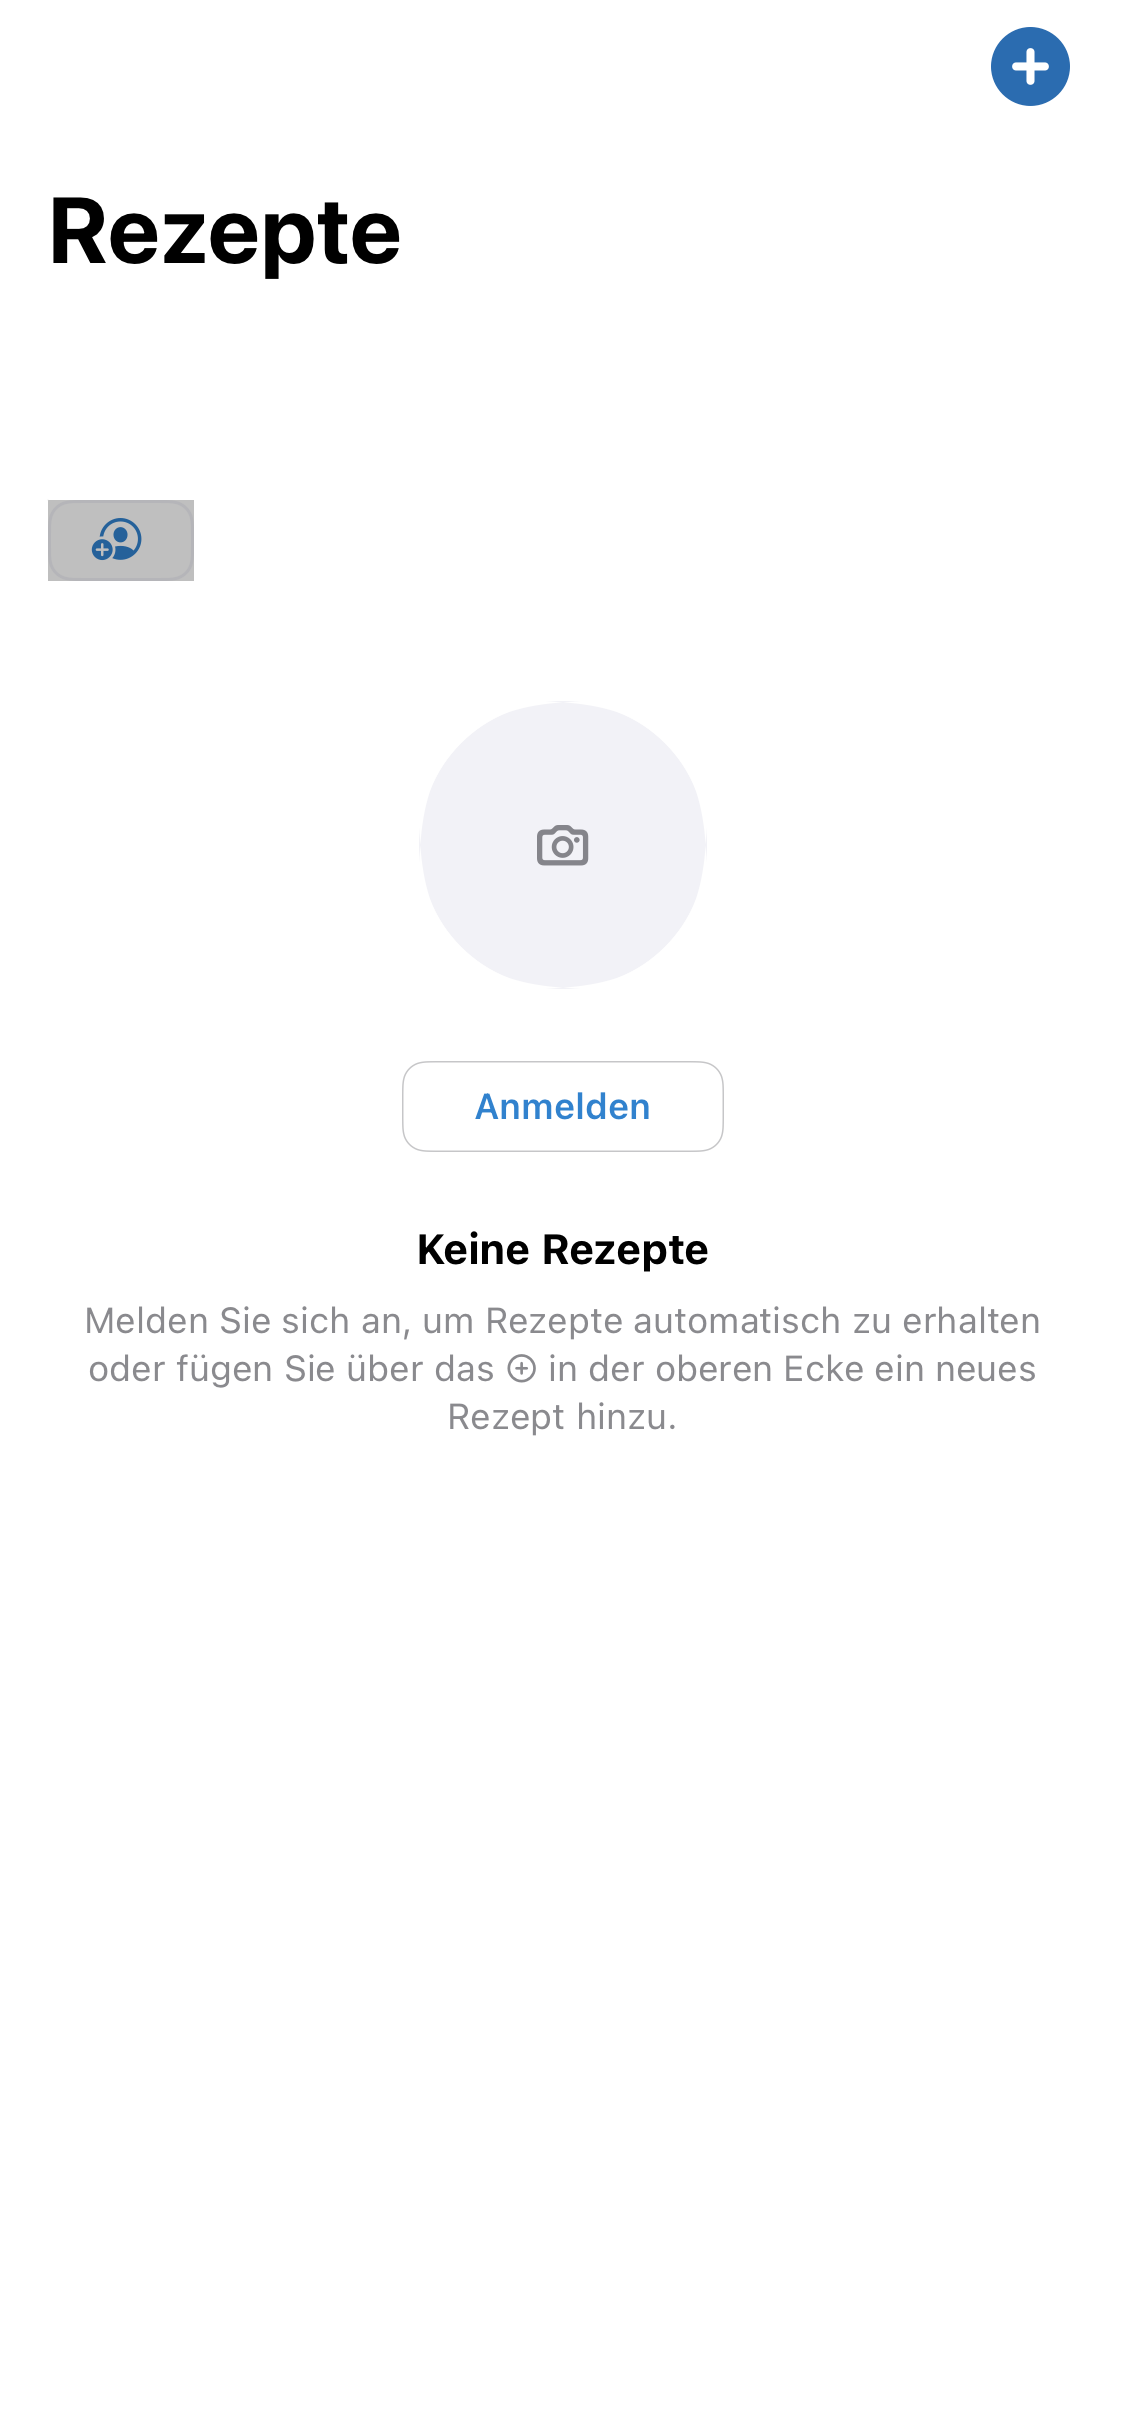 Rezepte
Anmelden
Keine Rezepte
Melden Sie sich an, um Rezepte automatisch zu erhalten
oder fügen Sie über das ⊕ in der oberen Ecke ein neues
Rezept hinzu.